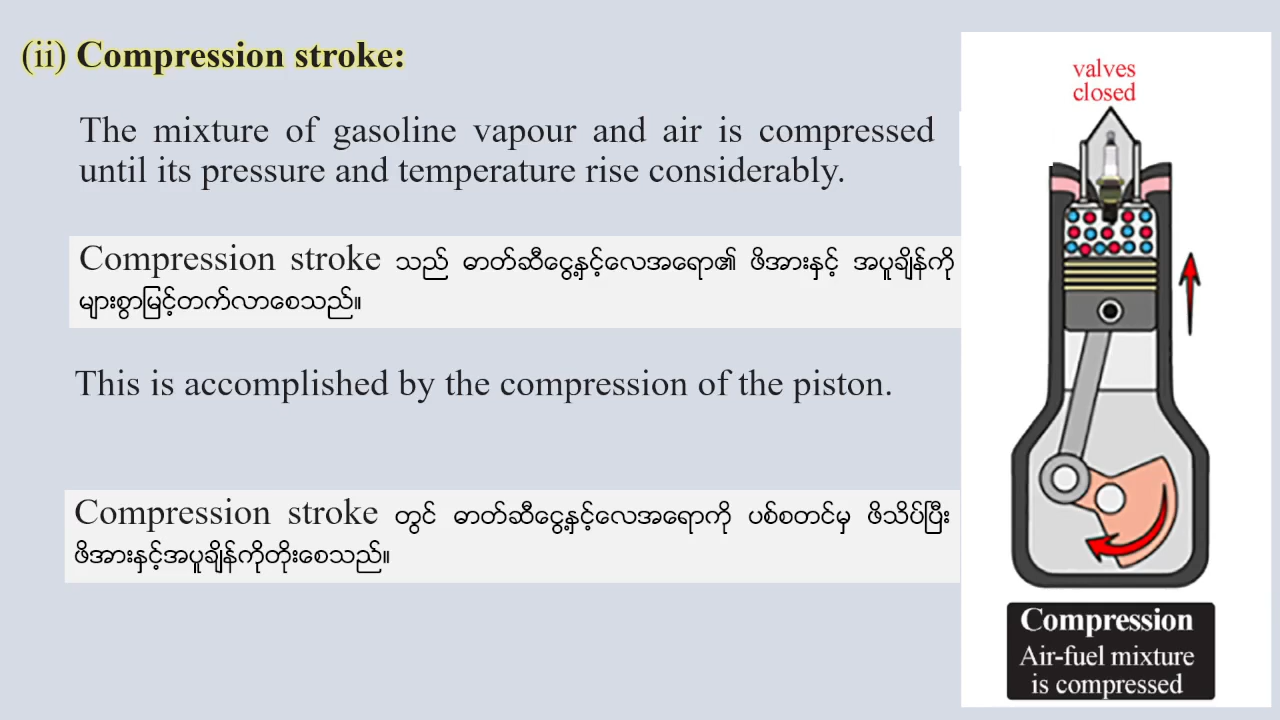 (ii) Compression stroke:
The mixture of gasoline vapour and air is compressed
until its pressure and temperature rise considerably.
Compression stroke သည် ဓာတ်ဆီငွေ့နှင့်လေအရော၏ ဖိအားနှင့် အပူချိန်ကို
များစွာမြင့်တက်လာစေသည်။
This is accomplished by the compression of the piston.
Compression stroke တွင် ဓာတ်ဆီငွေ့နှင့်လေအရောကို ပစ်စတင်မှ ဖိသိပ်ပြီး
ဖိအားနှင့်အပူချိန်ကိုတိုးစေသည်။
valves
closed
Compression
Air-fuel mixture
is compressed